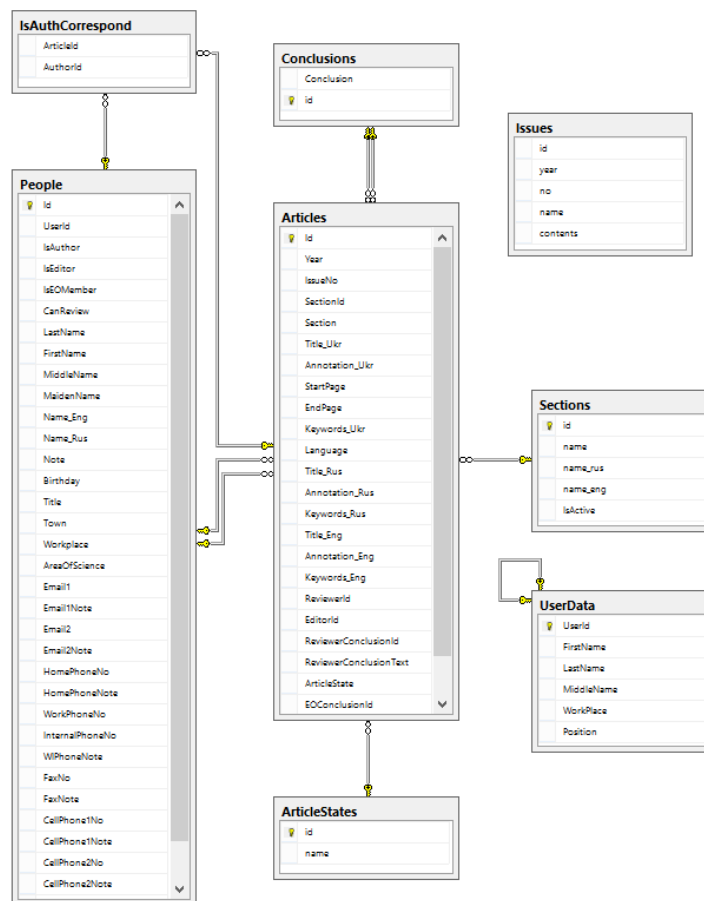 IsAuthCorrespond
ArticleId
AuthorId
People
Id
UserId
IsAuthor
IsEditor
IsEOMember
CanReview
LastName
FirstName
MiddleName
MaidenName
Name_Eng
Name_Rus
Note
Birthday
Title
Town
Workplace
AreaOfScience
Email1
Email1Note
Email2
Email2Note
HomePhoneNo
HomePhoneNote
WorkPhoneNo
InternalPhoneNo
WIPhoneNote
FaxNo
FaxNote
CellPhone1No
CellPhone1Note
CellPhone2No
CellPhone2Note
Conclusions
Conclusion
id
Articles
Id
Year
IssueNo
SectionId
Section
Title_Ukr
Annotation_Ukr
StartPage
EndPage
Keywords_Ukr
Language
Title_Rus
Annotation_Rus
Keywords_Rus
Title_Eng
Annotation_Eng
Keywords_Eng
ReviewerId
EditorId
ReviewerConclusionId
ReviewerConclusionText
ArticleState
EOConclusionId
ArticleStates
id
name
Issues
id
year
no
name
contents
Sections
id
name
name_rus
name_eng
IsActive
UserData
UserId
FirstName
LastName
MiddleName
WorkPlace
Position